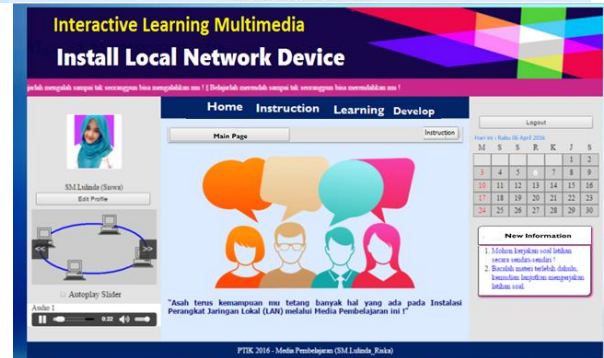 Interactive Learning Multimedia
Install Local Network Device
jarlah mengalah sampai tak seorangpun bisa mengalahkan mu ! || Belajarlah merendah sampai tak seorangpun bisa merendahkan mu !
Home Instruction Learning Develop
Main Page
Instruction
SM.Lulinda (Siswa)
Edit Profile
<<
>>
Autoplay Slider
Audio 1
0:22
"Asah terus kemampuan mu tetang banyak hal yang ada pada Instalasi
Perangkat Jaringan Lokal (LAN) melalui Media Pembelajaran ini !"
Logout
Hari ini : Rabu 06 April 2016
M S S R K J S
1 2
3 4 5 6 7 8 9
10 11 12 13 14 15 16
17 18 19 20 21 22 23
24 25 26 27 28 29 30
New Information
1. Mohon kerjakan soal latihan
secara sendiri-sendiri !
2. Bacalah materi terlebih dahulu,
kemudian lanjutkan mengerjakan
latihan soal.
PTIK 2016 - Media Pembelajaran (SM.Lulinda_Riska)